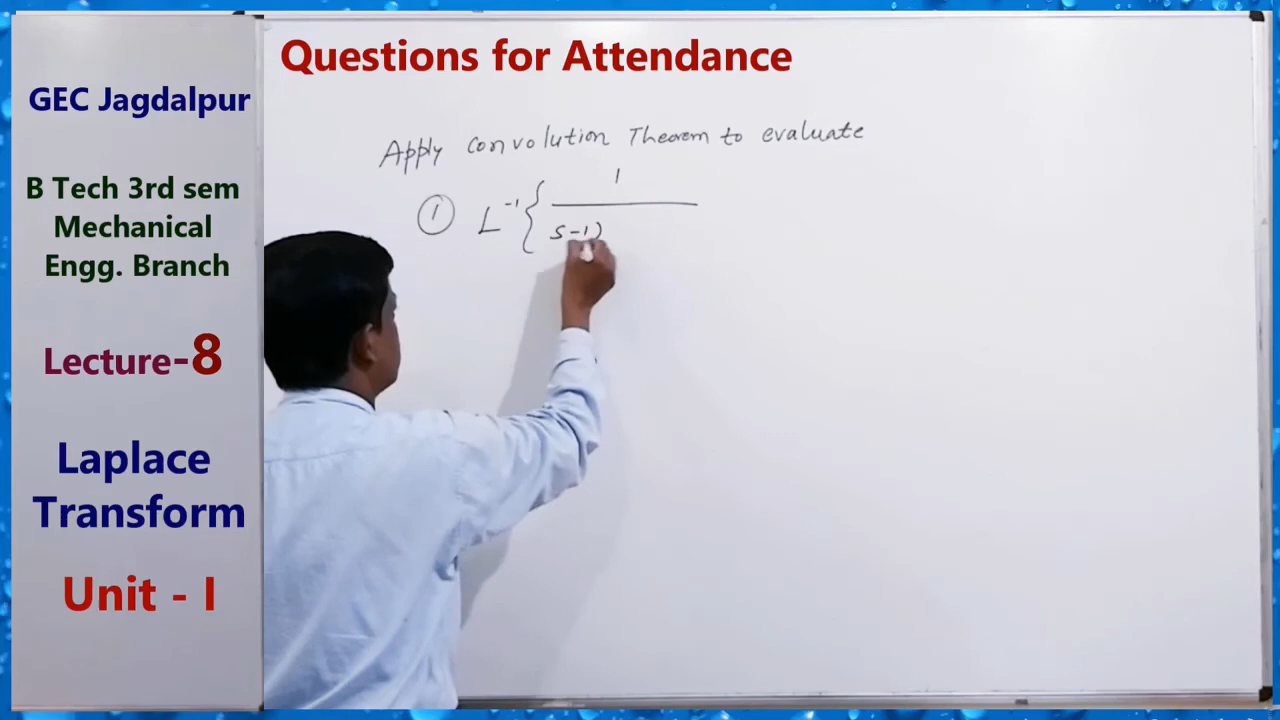 Questions for Attendance
GEC Jagdalpur
B Tech 3rd sem
Mechanical
Engg. Branch
Lecture-8
Laplace
Transform
Unit - I
Apply Convolution Theorem to evaluate
① L⁻¹{ 1
s-1)